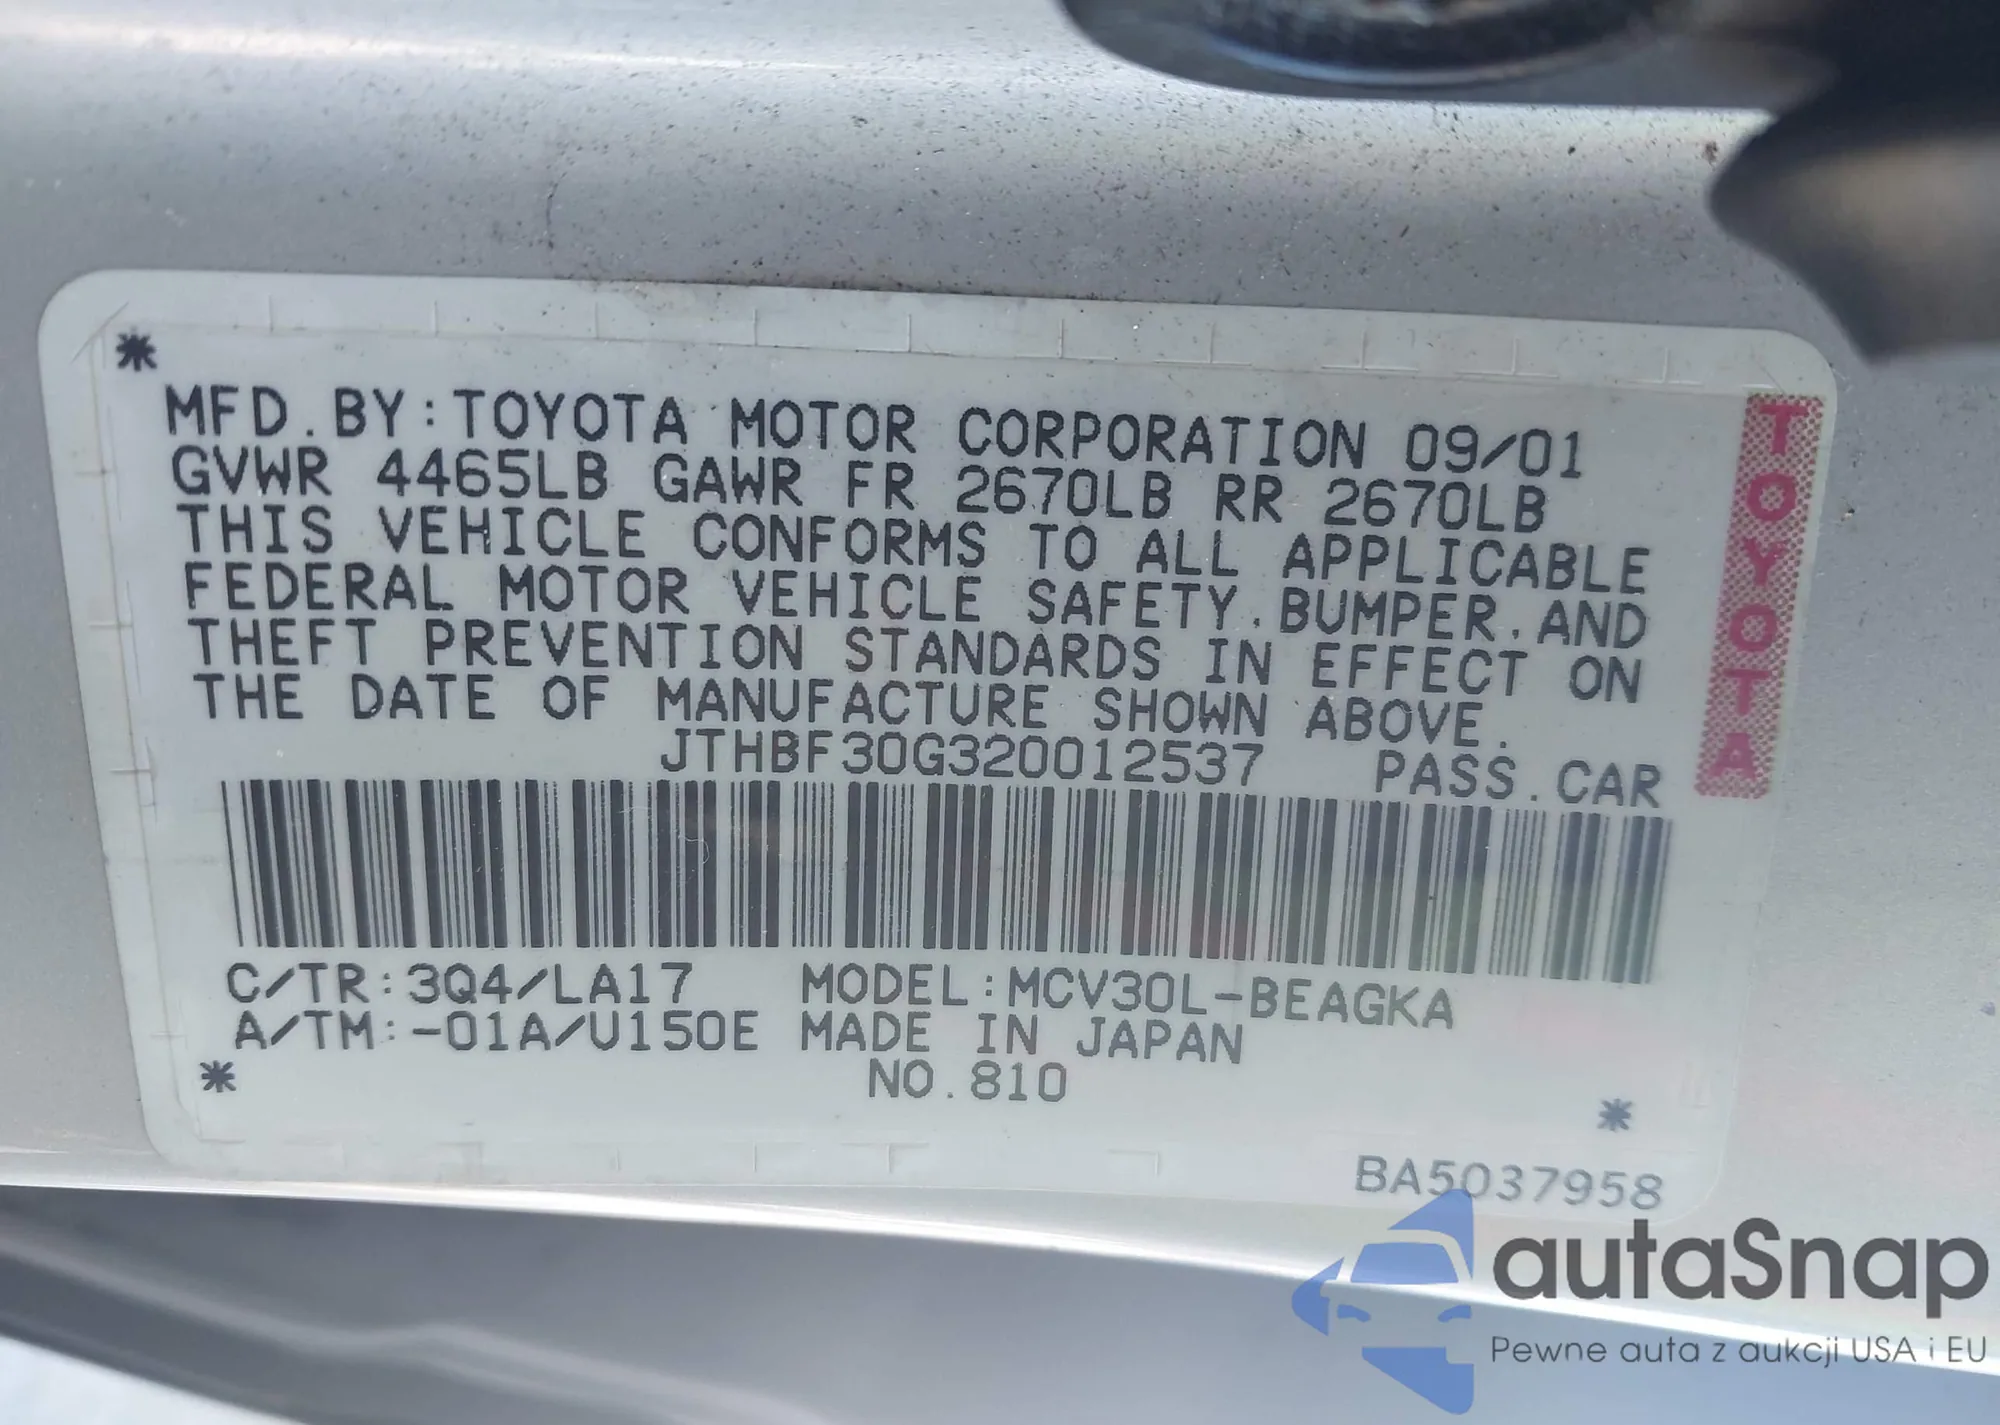 MFD. BY:TOYOTA MOTOR CORPORATION 09/01
GVWR 4465LB GAWR FR 2670LB RR 2670LB
THIS VEHICLE CONFORMS TO ALL APPLICABLE
FEDERAL MOTOR VEHICLE SAFETY.BUMPER.AND
THEFT PREVENTION STANDARDS IN EFFECT ON
THE DATE OF MANUFACTURE SHOWN ABOVE.
JTHBF30G320012537 PASS.CAR
C/TR:3Q4/LA17 MODEL:MCV30L-BEAGKA
A/TM:-01A/U150E MADE IN JAPAN
NO.810
BA5037958
TOYOTA
autaSnap
Pewne auta z aukcji USA i EU